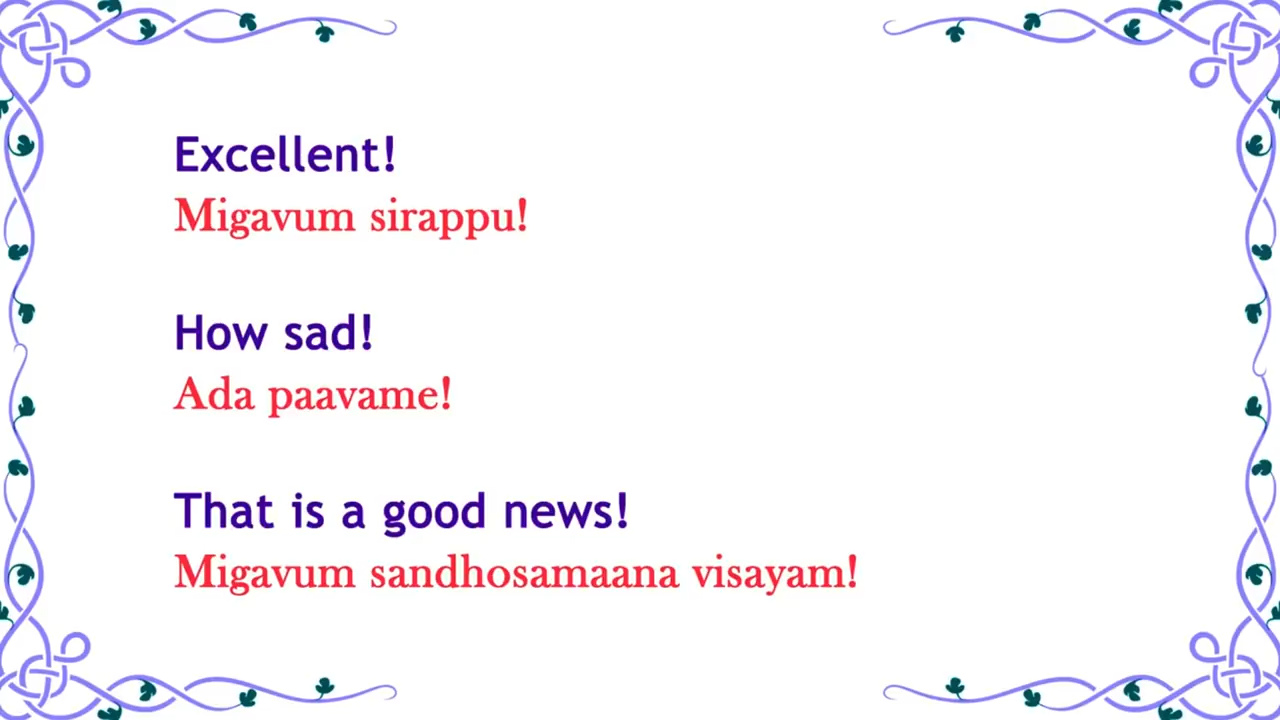 Excellent!
Migavum sirappu!
How sad!
Ada paavame!
That is a good news!
Migavum sandhosamaana visayam!